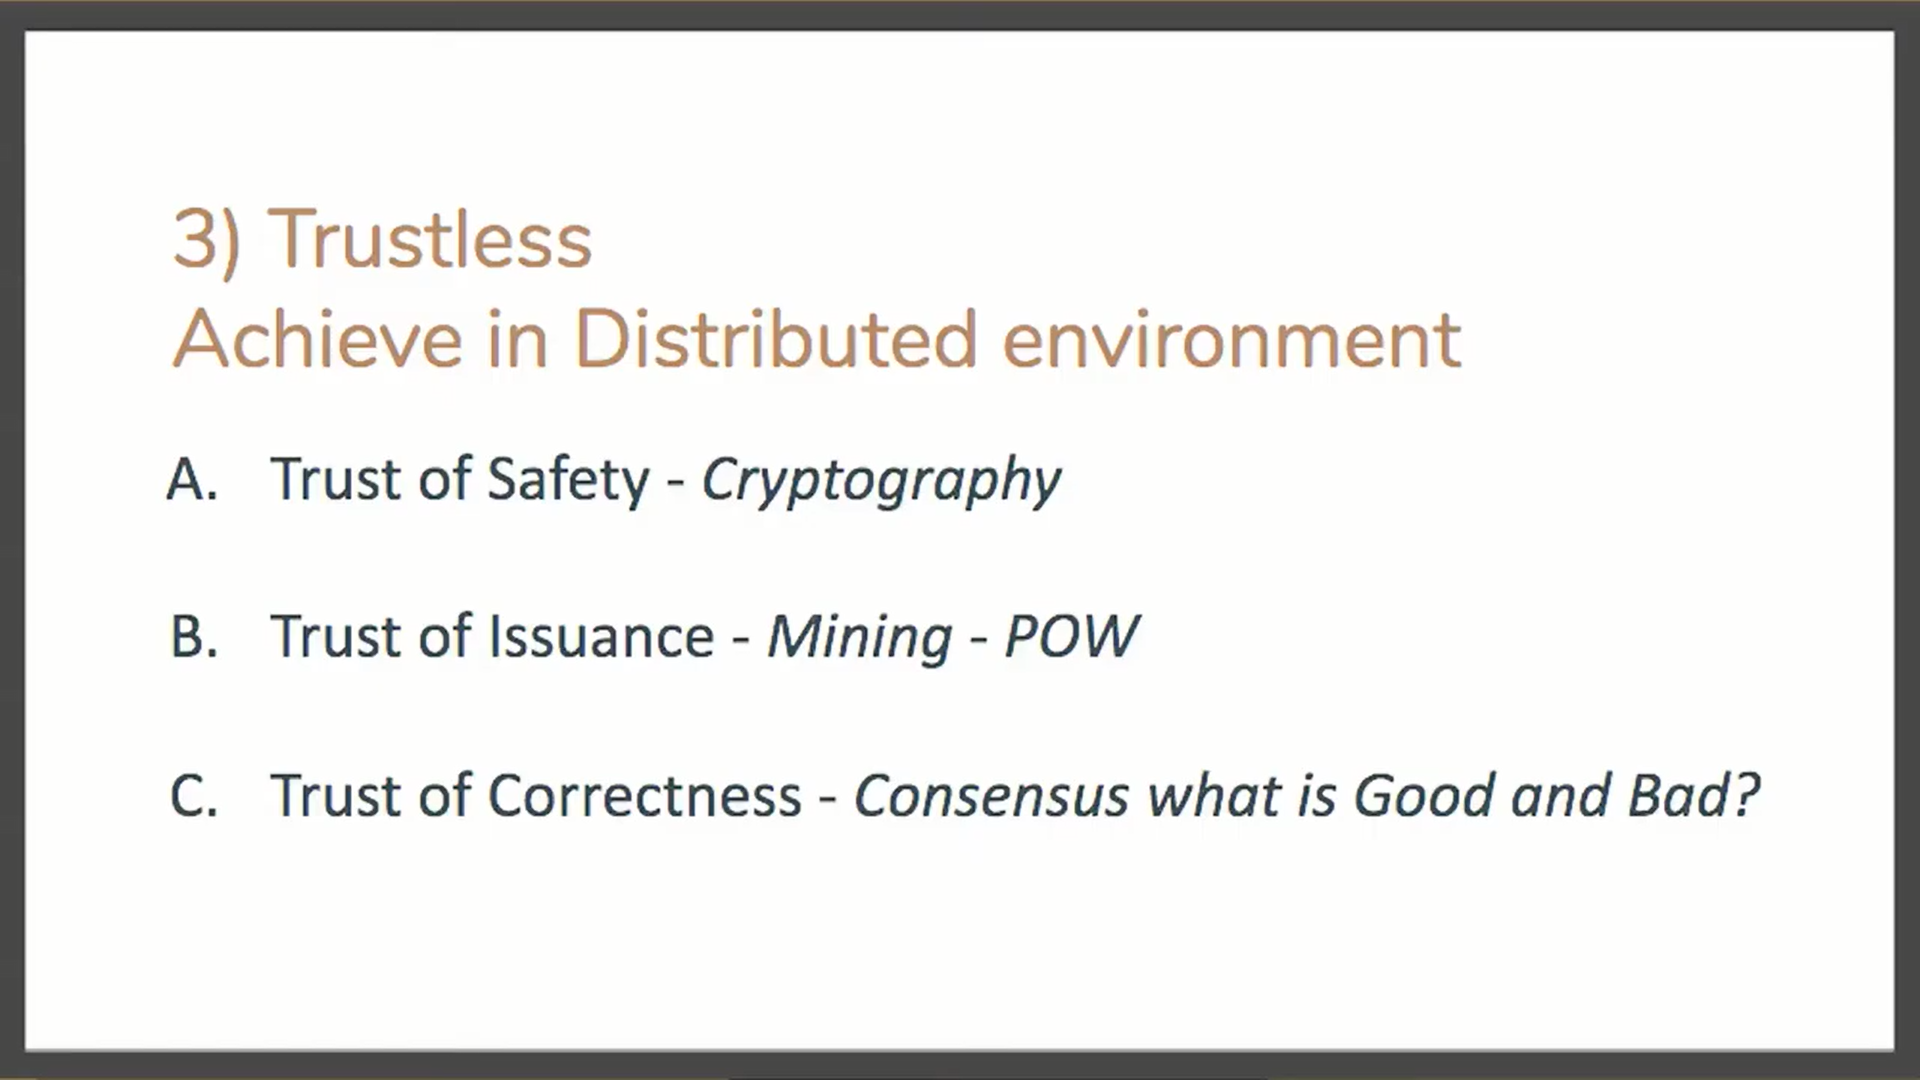 3) Trustless
Achieve in Distributed environment
A. Trust of Safety - Cryptography
B. Trust of Issuance - Mining - POW
C. Trust of Correctness - Consensus what is Good and Bad?